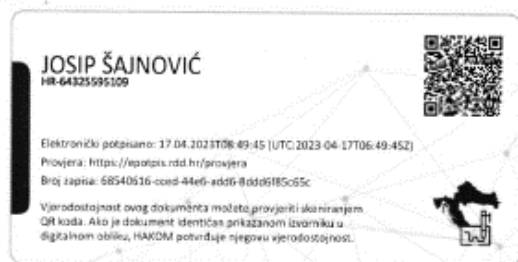 JOSIP ŠAJNOVIĆ
HR-64325595109
Elektronički potpisano: 17.04.2023T08:49:45 (UTC:2023-04-17T06:49:45Z)
Provjera: https://epotpis.rdd.hr/provjera
Broj zapisa: 68540616-cced-44e6-add6-8ddd6f85c65c
Vjerodostojnost ovog dokumenta možete provjeriti skeniranjem
QR koda. Ako je dokument identičan prikazanom izvorniku u
digitalnom obliku, HAKOM potvrđuje njegovu vjerodostojnost.